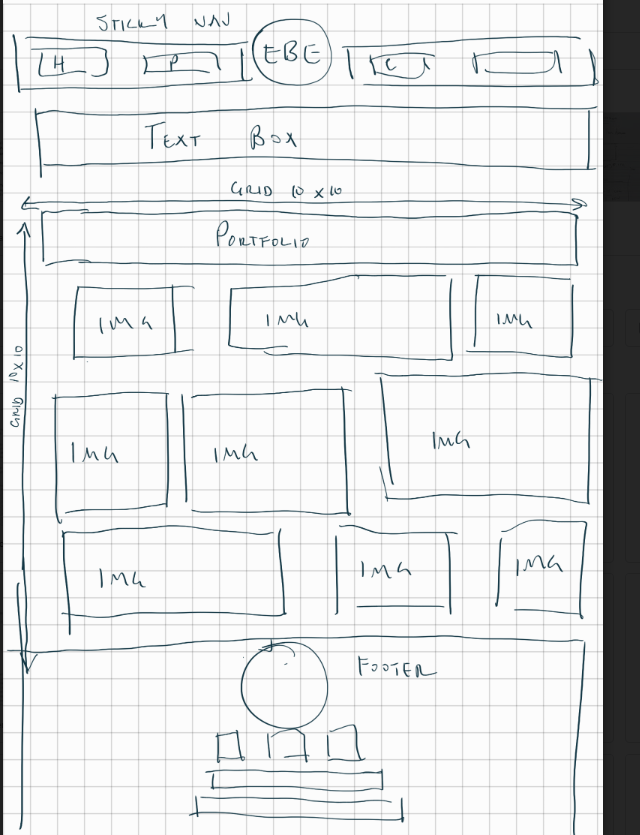 STICKY NAV
H P EBE C
TEXT BOX
GRID 10 X 10
PORTFOLIO
GRID 10 X 10
IMG IMG IMG
IMG IMG IMG
IMG IMG IMG
FOOTER